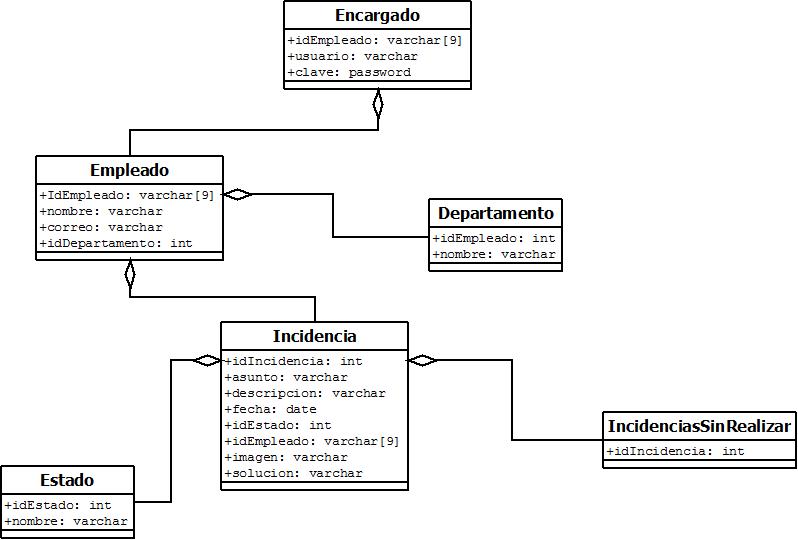 Encargado
+idEmpleado: varchar[9]
+usuario: varchar
+clave: password
Empleado
+IdEmpleado: varchar[9]
+nombre: varchar
+correo: varchar
+idDepartamento: int
Departamento
+idEmpleado: int
+nombre: varchar
Incidencia
+idIncidencia: int
+asunto: varchar
+descripcion: varchar
+fecha: date
+idEstado: int
+idEmpleado: varchar[9]
+imagen: varchar
+solucion: varchar
IncidenciasSinRealizar
+idIncidencia: int
Estado
+idEstado: int
+nombre: varchar